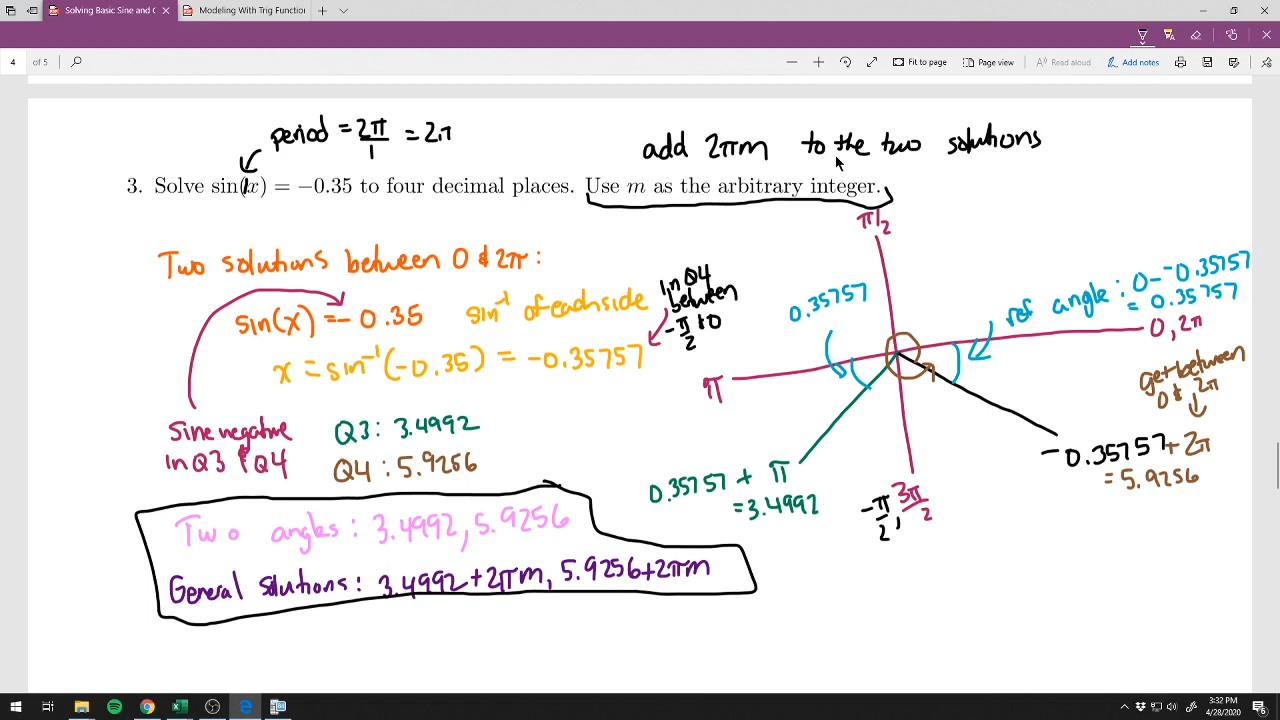 Solving Basic Sine and C
Modeling With Trig Function
4 of 5
Fit to page
Page view
Read aloud
Add notes
period = 2π/1 = 2π
add 2πm to the two solutions
3. Solve sin(x) = −0.35 to four decimal places. Use m as the arbitrary integer.
π/2
Two solutions between 0 & 2π:
sin(x) = - 0.35
sin⁻¹ of each side
In Q4
between
-π/2 & 0
x = sin⁻¹(-0.35) = -0.35757
0.35757
ref angle: 0--0.35757
= 0.35757
0, 2π
π
get between
0 & 2π
Sine negative
in Q3 & Q4
Q3: 3.4992
Q4: 5.9256
-0.35757+2π
= 5.9256
0.35757 + π
= 3.4992
-π/2, 3π/2
Two angles: 3.4992, 5.9256
General solutions: 3.4992+2πm, 5.9256+2πm
3:32 PM
4/28/2020
6